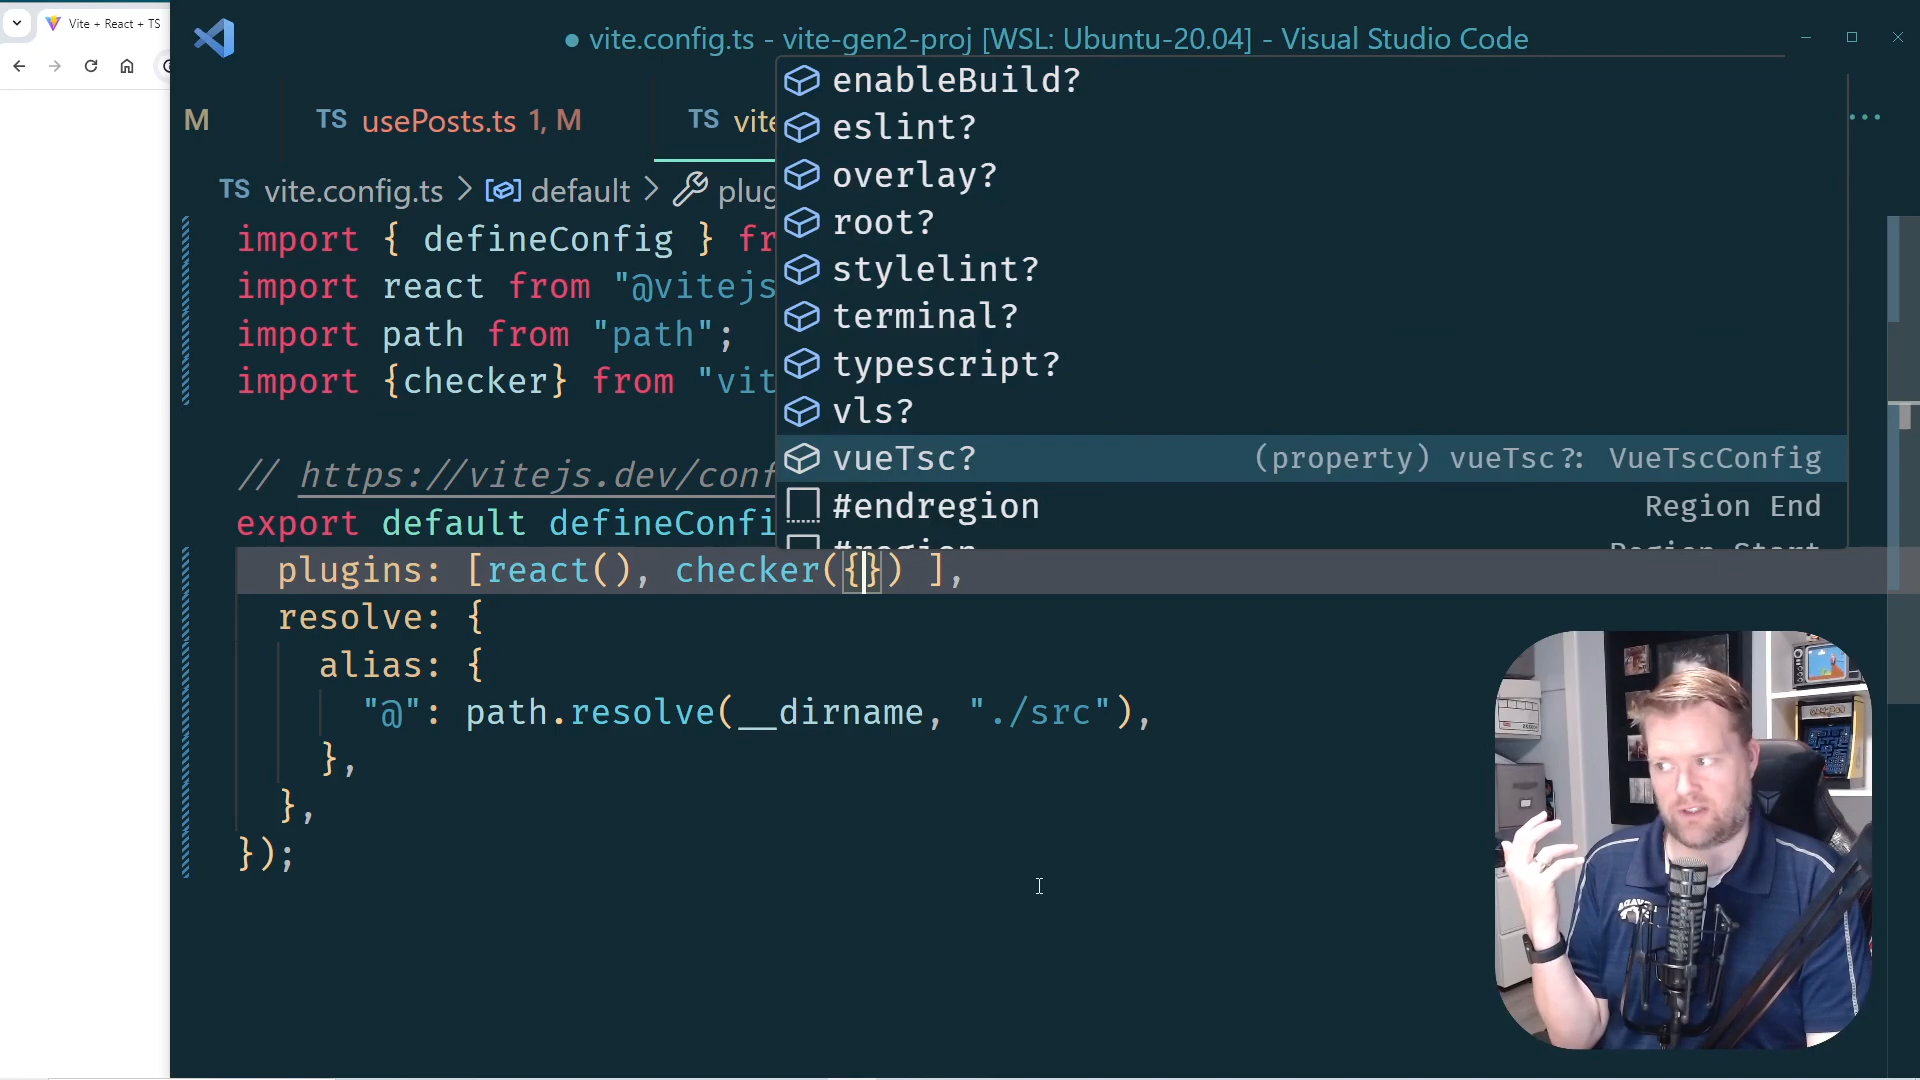 Vite + React + TS
vite.config.ts - vite-gen2-proj [WSL: Ubuntu-20.04] - Visual Studio Code
M
TS usePosts.ts 1, M
TS vite
TS vite.config.ts > default > plug
import { defineConfig } fr
import react from "@vitejs
import path from "path";
import {checker} from "vit
// https://vitejs.dev/conf
export default defineConfi
plugins: [react(), checker({}) ],
resolve: {
alias: {
"@": path.resolve(__dirname, "./src"),
},
},
});
enableBuild?
eslint?
overlay?
root?
stylelint?
terminal?
typescript?
vls?
vueTsc? (property) vueTsc?: VueTscConfig
#endregion Region End
#region Region Start